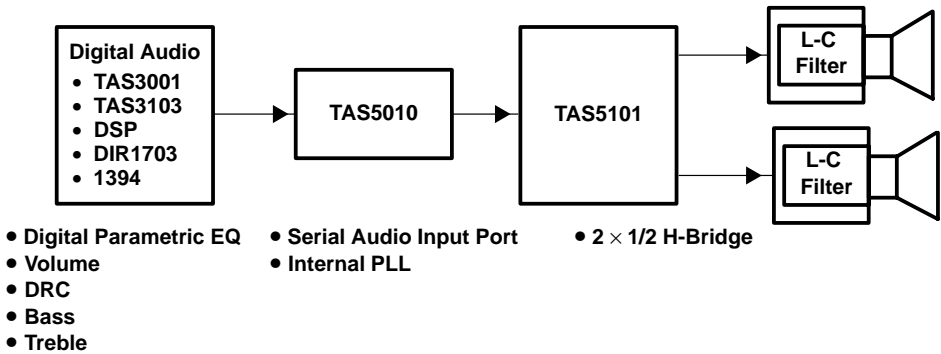 Digital Audio
• TAS3001
• TAS3103
• DSP
• DIR1703
• 1394
TAS5010
TAS5101
L-C
Filter
L-C
Filter
• Digital Parametric EQ
• Volume
• DRC
• Bass
• Treble
• Serial Audio Input Port
• Internal PLL
• 2 × 1/2 H-Bridge